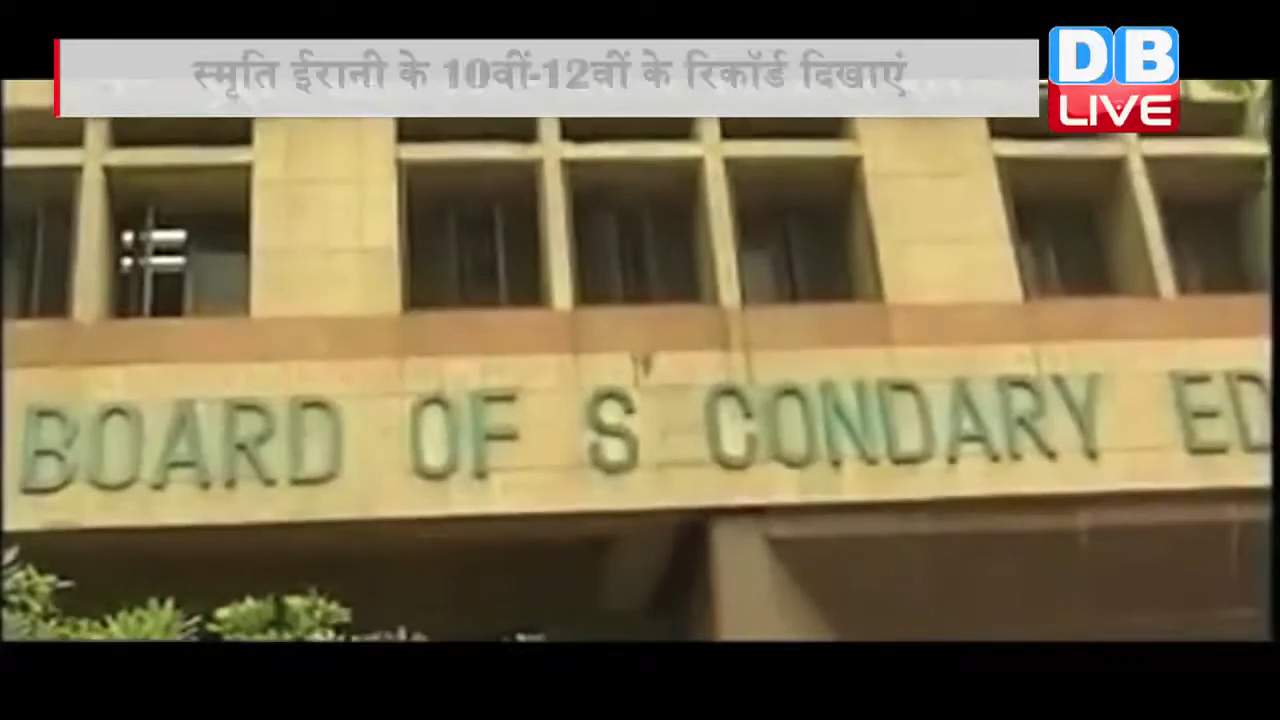 स्मृति ईरानी के 10वीं-12वीं के रिकॉर्ड दिखाएं
DB
LIVE
BOARD OF S CONDARY ED